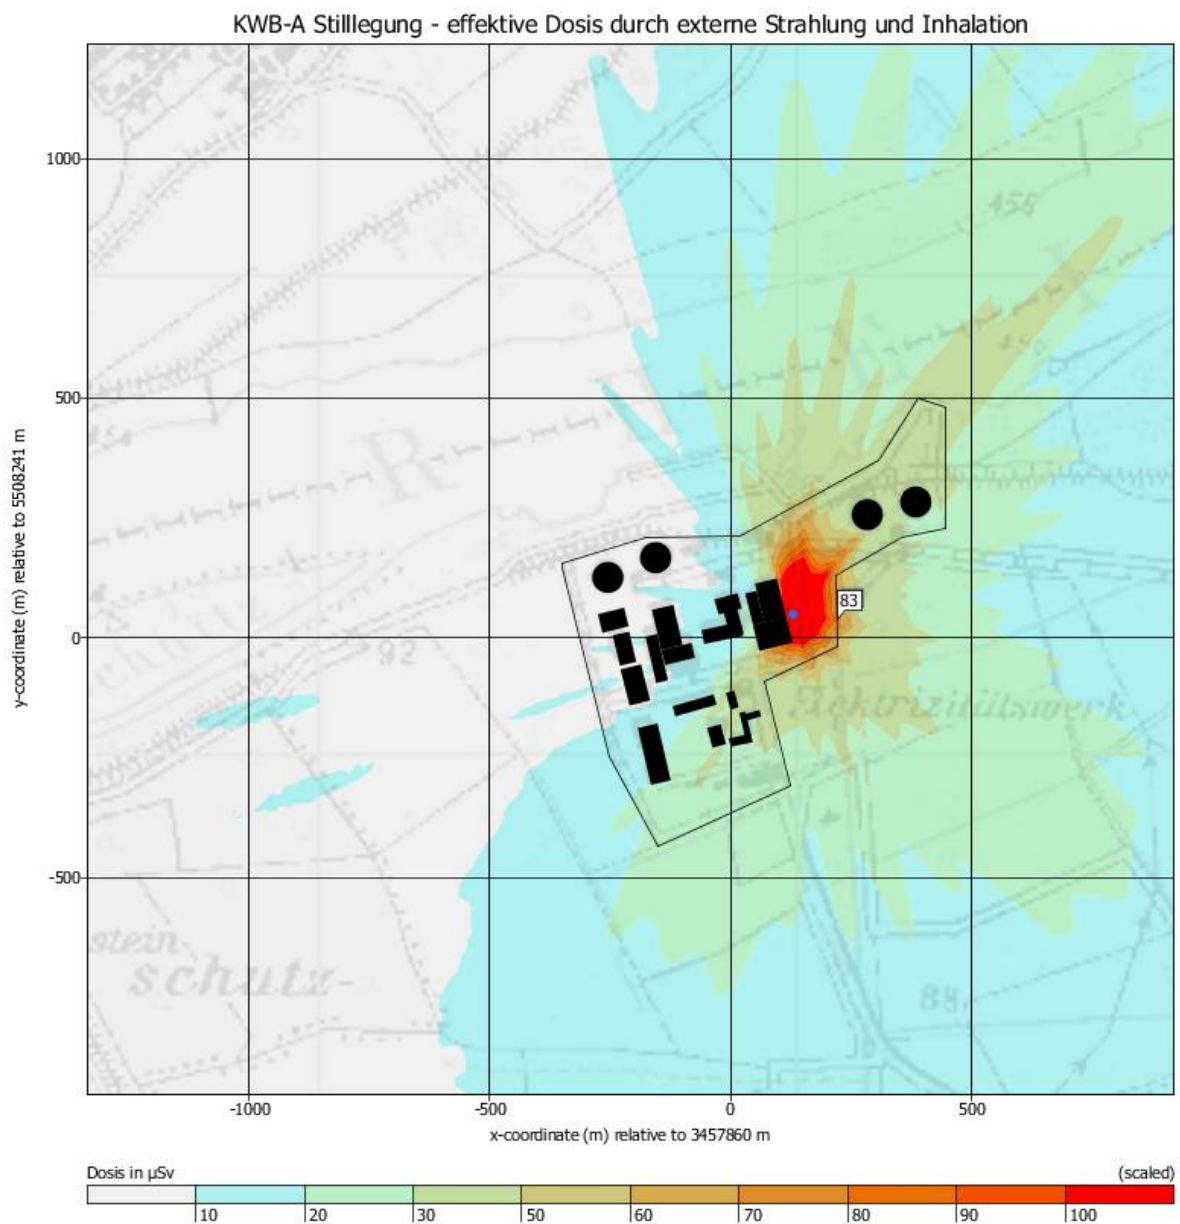 KWB-A Stilllegung - effektive Dosis durch externe Strahlung und Inhalation
1000
500
0
-500
y-coordinate (m) relative to 5508241 m
458
R
83
92
Elektrizitätswerk
stein-
schutz-
88
-1000
-500
0
500
x-coordinate (m) relative to 3457860 m
Dosis in µSv
(scaled)
10
20
30
50
60
70
80
90
100